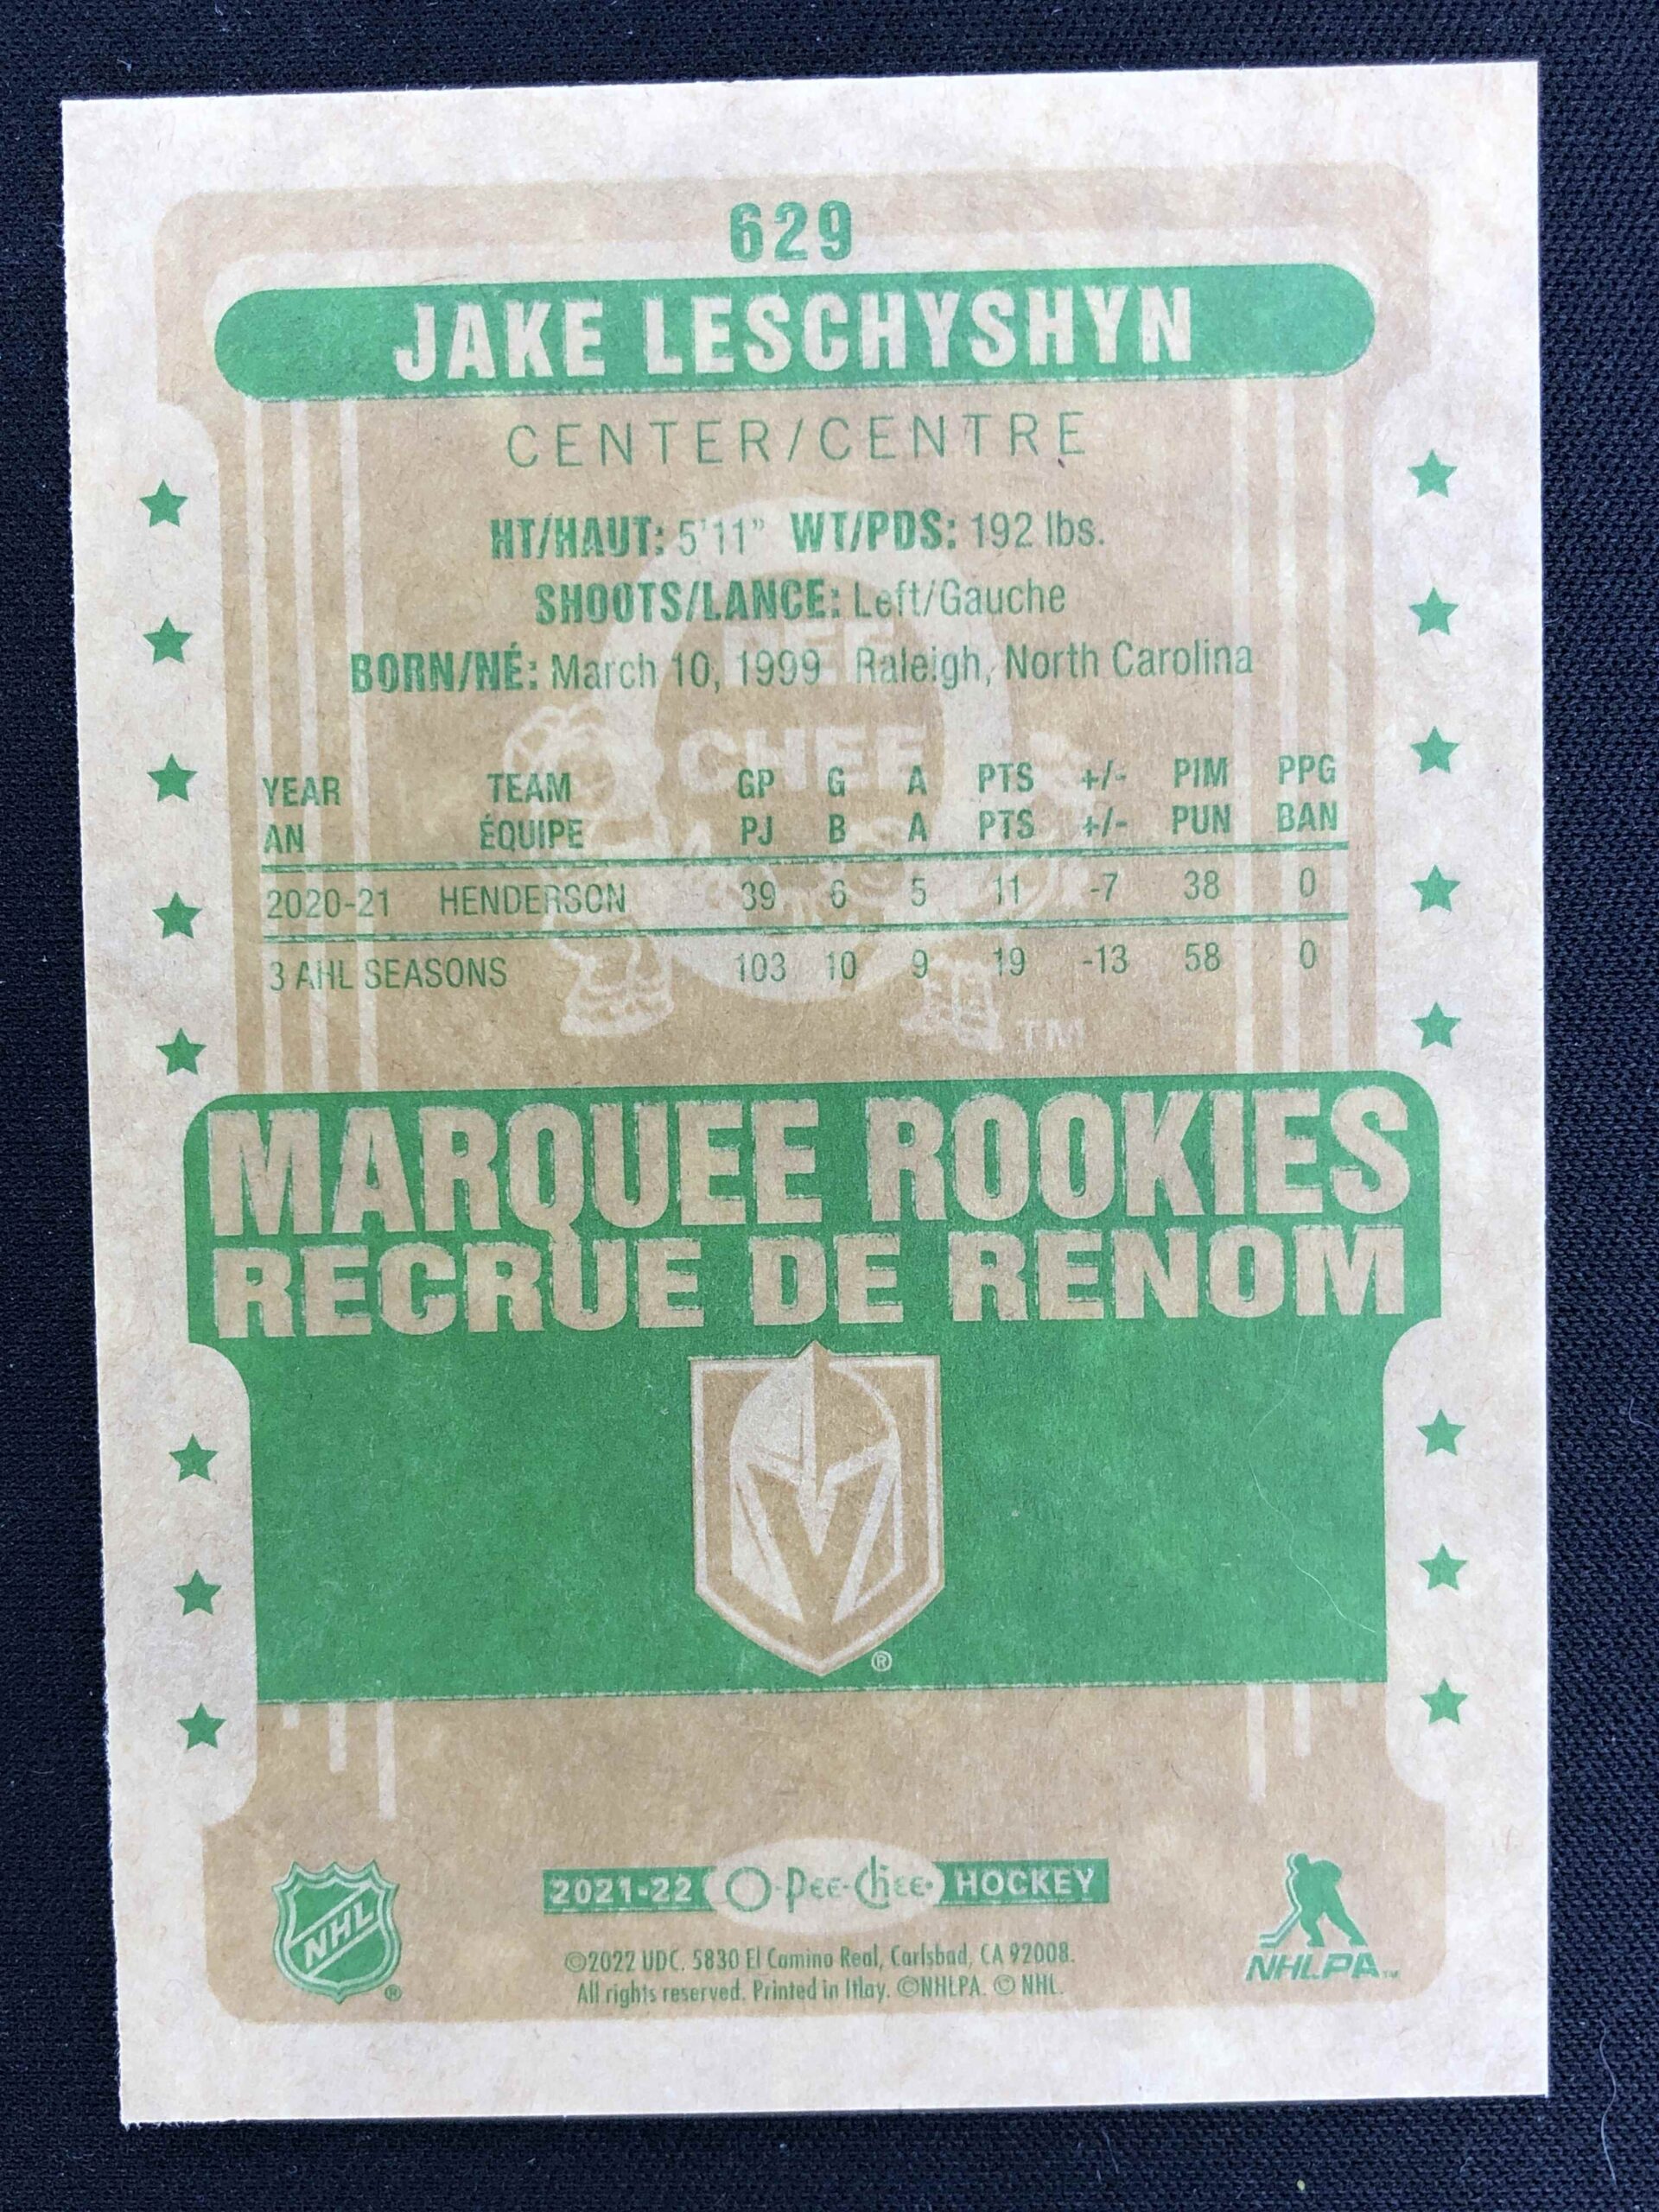 629
JAKE LESCHYSHYN
CENTER/CENTRE
HT/HAUT: 5'11" WT/PDS: 192 lbs.
SHOOTS/LANCE: Left/Gauche
BORN/NÉ: March 10, 1999 Raleigh, North Carolina
PEE
CHEE
YEAR TEAM GP G A PTS +/- PIM PPG
AN ÉQUIPE PJ B A PTS +/- PUN BAN
2020-21 HENDERSON 39 6 5 11 -7 38 0
3 AHL SEASONS 103 10 9 19 -13 58 0
TM
MARQUEE ROOKIES
RECRUE DE RENOM
®
2021-22 O-Pee-Chee HOCKEY
NHL ®
©2022 UDC. 5830 El Camino Real, Carlsbad, CA 92008.
All rights reserved. Printed in Itlay. ©NHLPA. © NHL.
NHLPA™